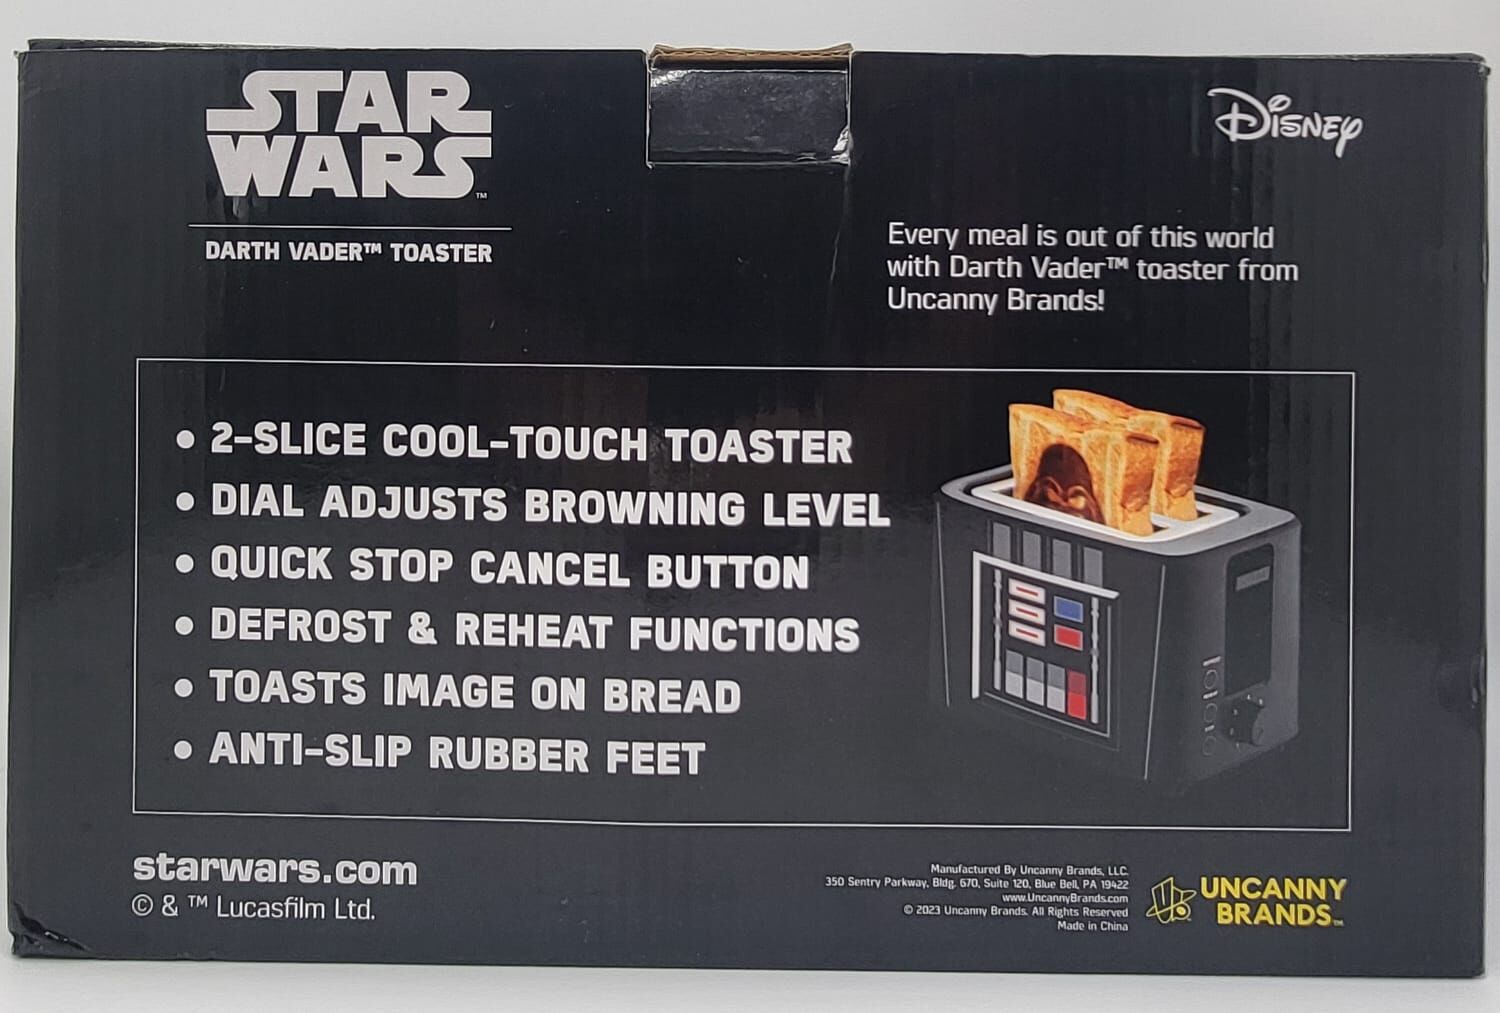 STAR
WARS™
DARTH VADER™ TOASTER
Disney
Every meal is out of this world
with Darth Vader™ toaster from
Uncanny Brands!
• 2-SLICE COOL-TOUCH TOASTER
• DIAL ADJUSTS BROWNING LEVEL
• QUICK STOP CANCEL BUTTON
• DEFROST & REHEAT FUNCTIONS
• TOASTS IMAGE ON BREAD
• ANTI-SLIP RUBBER FEET
starwars.com
© & ™ Lucasfilm Ltd.
Manufactured By Uncanny Brands, LLC.
350 Sentry Parkway, Bldg. 670, Suite 120, Blue Bell, PA 19422
www.UncannyBrands.com
© 2023 Uncanny Brands. All Rights Reserved
Made in China
UNCANNY
BRANDS™